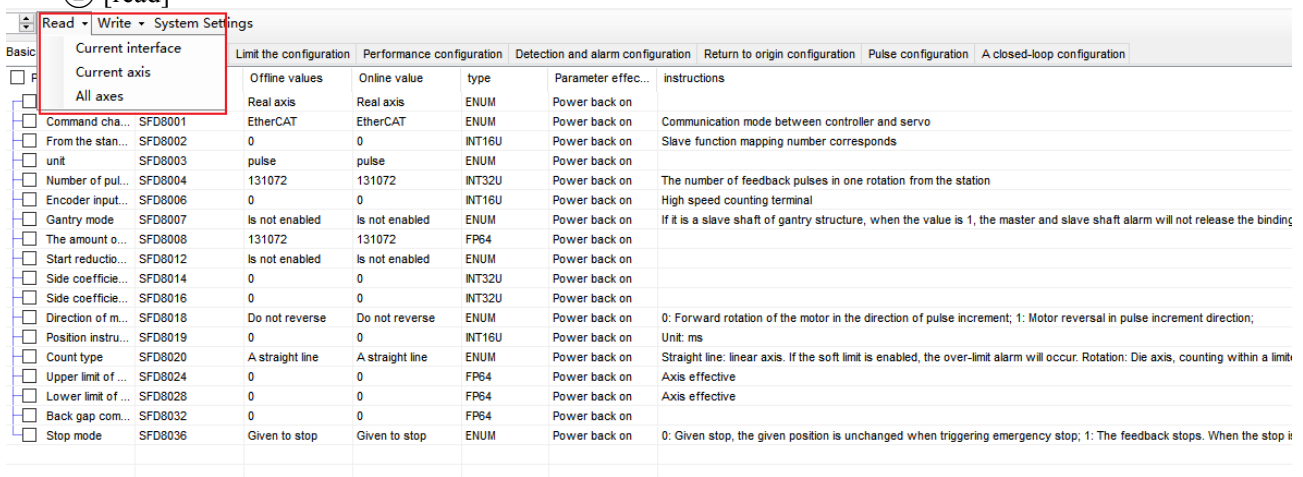 [read]
Read Write System Settings
Current interface
Current axis
All axes
Basic Limit the configuration Performance configuration Detection and alarm configuration Return to origin configuration Pulse configuration A closed-loop configuration
Offline values Online value type Parameter effec... instructions
Real axis Real axis ENUM Power back on
Command cha... SFD8001 EtherCAT EtherCAT ENUM Power back on Communication mode between controller and servo
From the stan... SFD8002 0 0 INT16U Power back on Slave function mapping number corresponds
unit SFD8003 pulse pulse ENUM Power back on
Number of pul... SFD8004 131072 131072 INT32U Power back on The number of feedback pulses in one rotation from the station
Encoder input... SFD8006 0 0 INT16U Power back on High speed counting terminal
Gantry mode SFD8007 Is not enabled Is not enabled ENUM Power back on If it is a slave shaft of gantry structure, when the value is 1, the master and slave shaft alarm will not release the binding
The amount o... SFD8008 131072 131072 FP64 Power back on
Start reductio... SFD8012 Is not enabled Is not enabled ENUM Power back on
Side coefficie... SFD8014 0 0 INT32U Power back on
Side coefficie... SFD8016 0 0 INT32U Power back on
Direction of m... SFD8018 Do not reverse Do not reverse ENUM Power back on 0: Forward rotation of the motor in the direction of pulse increment; 1: Motor reversal in pulse increment direction;
Position instru... SFD8019 0 0 INT16U Power back on Unit: ms
Count type SFD8020 A straight line A straight line ENUM Power back on Straight line: linear axis. If the soft limit is enabled, the over-limit alarm will occur. Rotation: Die axis, counting within a limite
Upper limit of ... SFD8024 0 0 FP64 Power back on Axis effective
Lower limit of ... SFD8028 0 0 FP64 Power back on Axis effective
Back gap com... SFD8032 0 0 FP64 Power back on
Stop mode SFD8036 Given to stop Given to stop ENUM Power back on 0: Given stop, the given position is unchanged when triggering emergency stop; 1: The feedback stops. When the stop is